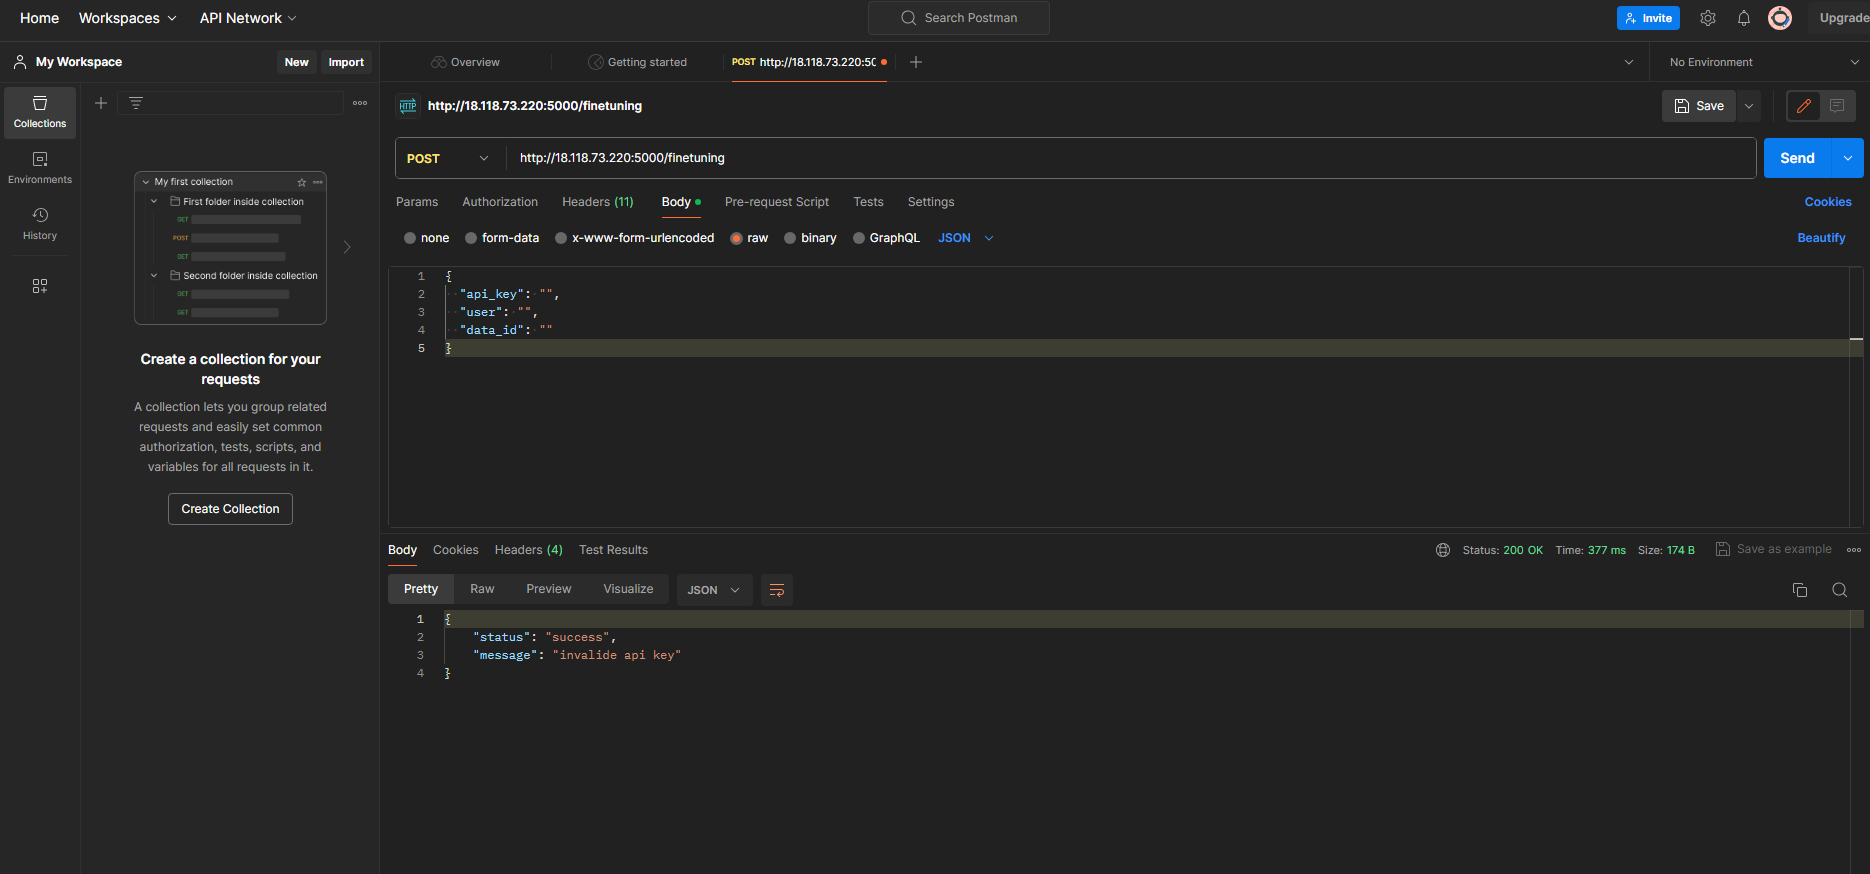 Home Workspaces API Network Search Postman Invite Upgrade
My Workspace New Import Overview Getting started POST http://18.118.73.220:50 No Environment
Collections
Environments
History
My first collection
First folder inside collection
GET
POST
GET
Second folder inside collection
GET
GET
Create a collection for your
requests
A collection lets you group related
requests and easily set common
authorization, tests, scripts, and
variables for all requests in it.
Create Collection
HTTP http://18.118.73.220:5000/finetuning Save
POST http://18.118.73.220:5000/finetuning Send
Params Authorization Headers (11) Body Pre-request Script Tests Settings Cookies
none form-data x-www-form-urlencoded raw binary GraphQL JSON Beautify
1 {
2 "api_key": "",
3 "user": "",
4 "data_id": ""
5 }
Body Cookies Headers (4) Test Results Status: 200 OK Time: 377 ms Size: 174 B Save as example
Pretty Raw Preview Visualize JSON
1 {
2 "status": "success",
3 "message": "invalide api key"
4 }